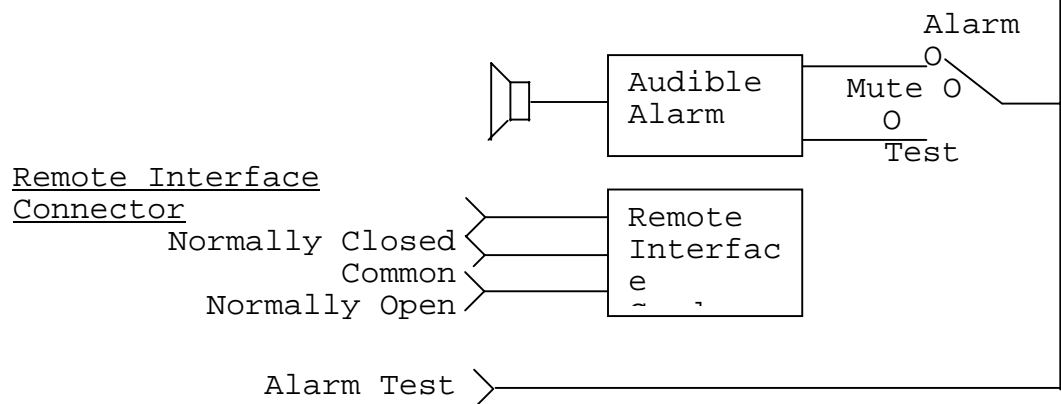 Alarm
O
Audible
Alarm
Mute O
O
Test
Remote Interface
Connector
Normally Closed
Common
Normally Open
Remote
Interfac
e
Alarm Test